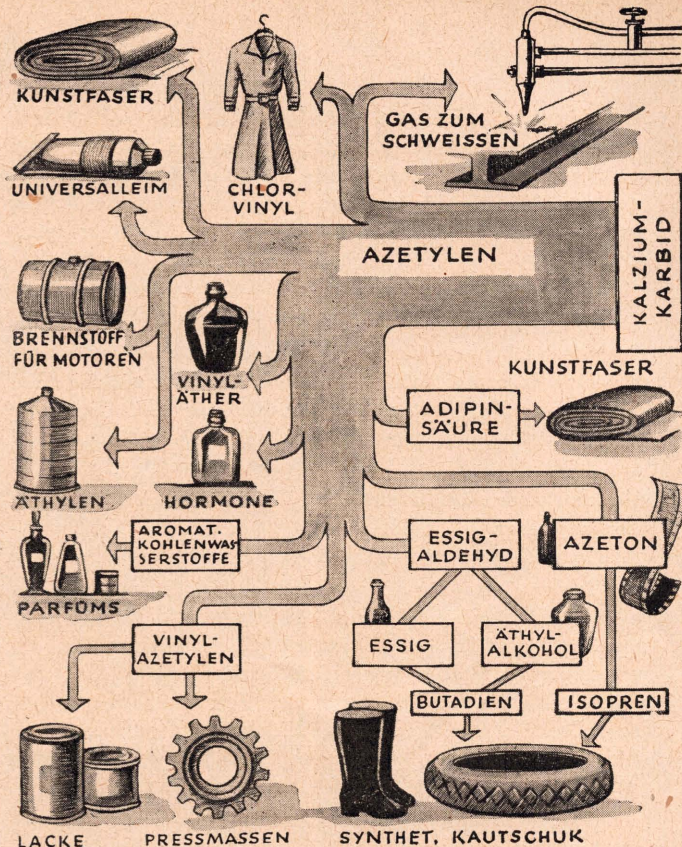 KUNSTFASER
UNIVERSALLEIM
CHLOR-
VINYL
GAS ZUM
SCHWEISSEN
AZETYLEN
KALZIUM-
KARBID
BRENNSTOFF
FÜR MOTOREN
VINYL-
ÄTHER
KUNSTFASER
ADIPIN-
SÄURE
ÄTHYLEN
HORMONE
AROMAT.
KOHLENWAS
SERSTOFFE
PARFÜMS
ESSIG-
ALDEHYD
AZETON
VINYL-
AZETYLEN
ESSIG
ÄTHYL-
ALKOHOL
BUTADIEN
ISOPREN
LACKE
PRESSMASSEN
SYNTHET. KAUTSCHUK